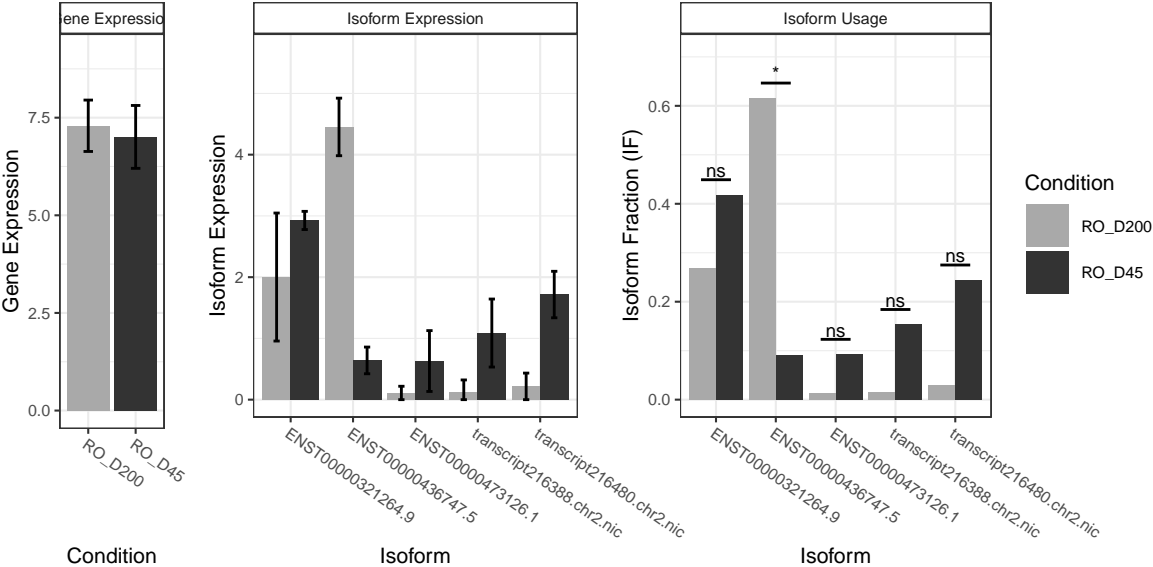 Gene Expression
Isoform Expression
Isoform Usage
Gene Expression
7.5
5.0
2.5
0.0
RO_D200
RO_D45
Condition
Isoform Expression
4
2
0
ENST00000321264.9
ENST00000436747.5
ENST00000473126.1
transcript216388.chr2.nic
transcript216480.chr2.nic
Isoform
Isoform Fraction (IF)
0.6
0.4
0.2
0.0
ns
*
ns
ns
ns
ENST00000321264.9
ENST00000436747.5
ENST00000473126.1
transcript216388.chr2.nic
transcript216480.chr2.nic
Isoform
Condition
RO_D200
RO_D45